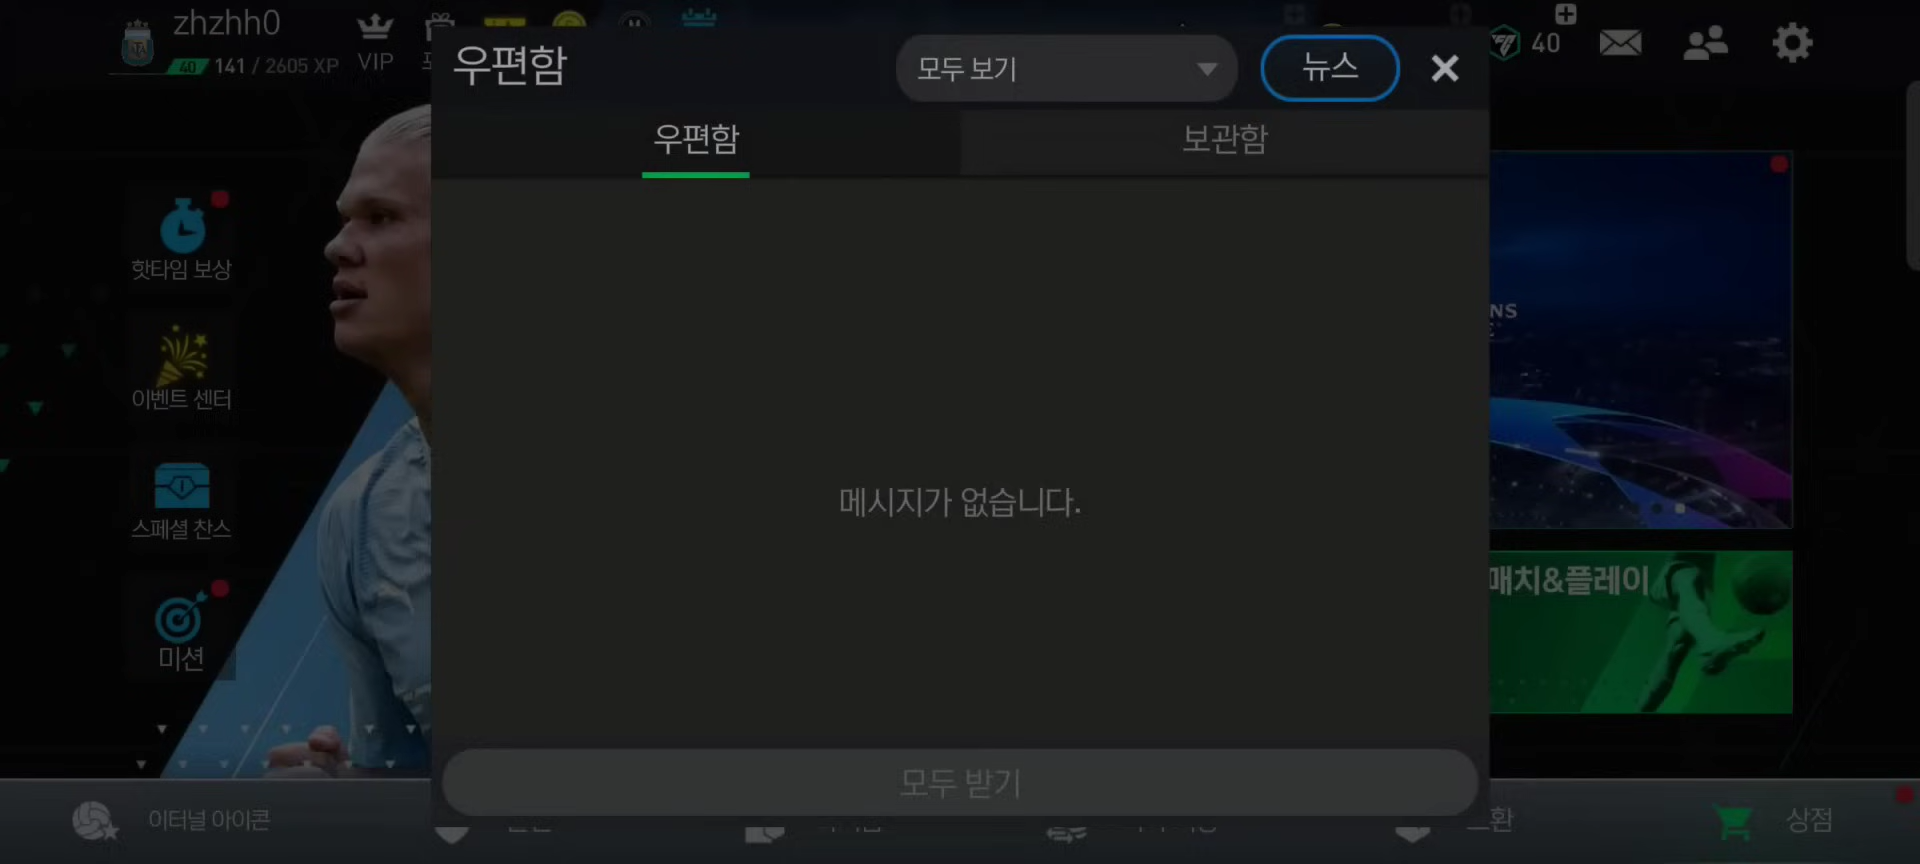 zhzhh0
40 141 / 2605 XP
VIP
40
우편함
모두 보기
뉴스
우편함
보관함
핫타임 보상
이벤트 센터
스페셜 찬스
미션
메시지가 없습니다.
매치&플레이
모두 받기
이터널 아이콘
상점